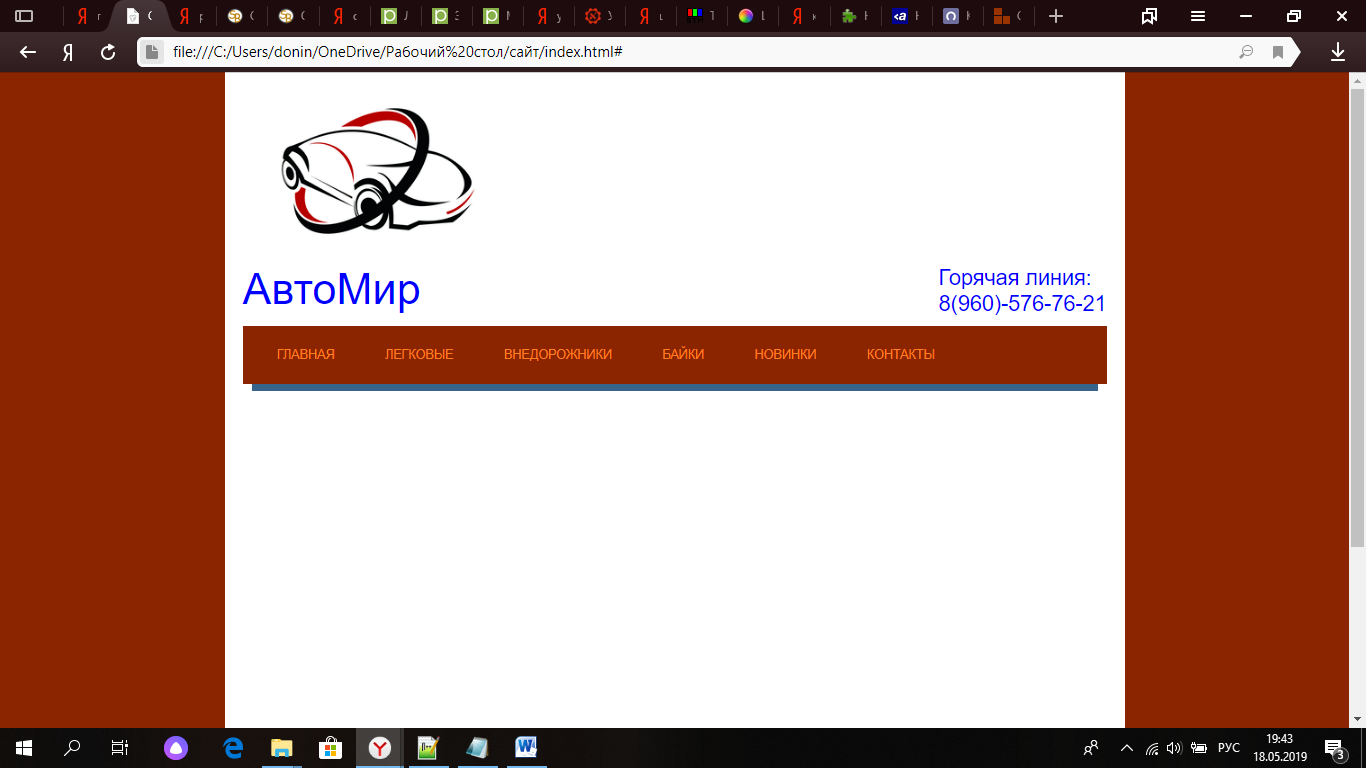 file:///C:/Users/donin/OneDrive/Рабочий%20стол/сайт/index.html#
АвтоМир
Горячая линия:
8(960)-576-76-21
ГЛАВНАЯ ЛЕГКОВЫЕ ВНЕДОРОЖНИКИ БАЙКИ НОВИНКИ КОНТАКТЫ
РУС
19:43
18.05.2019
3